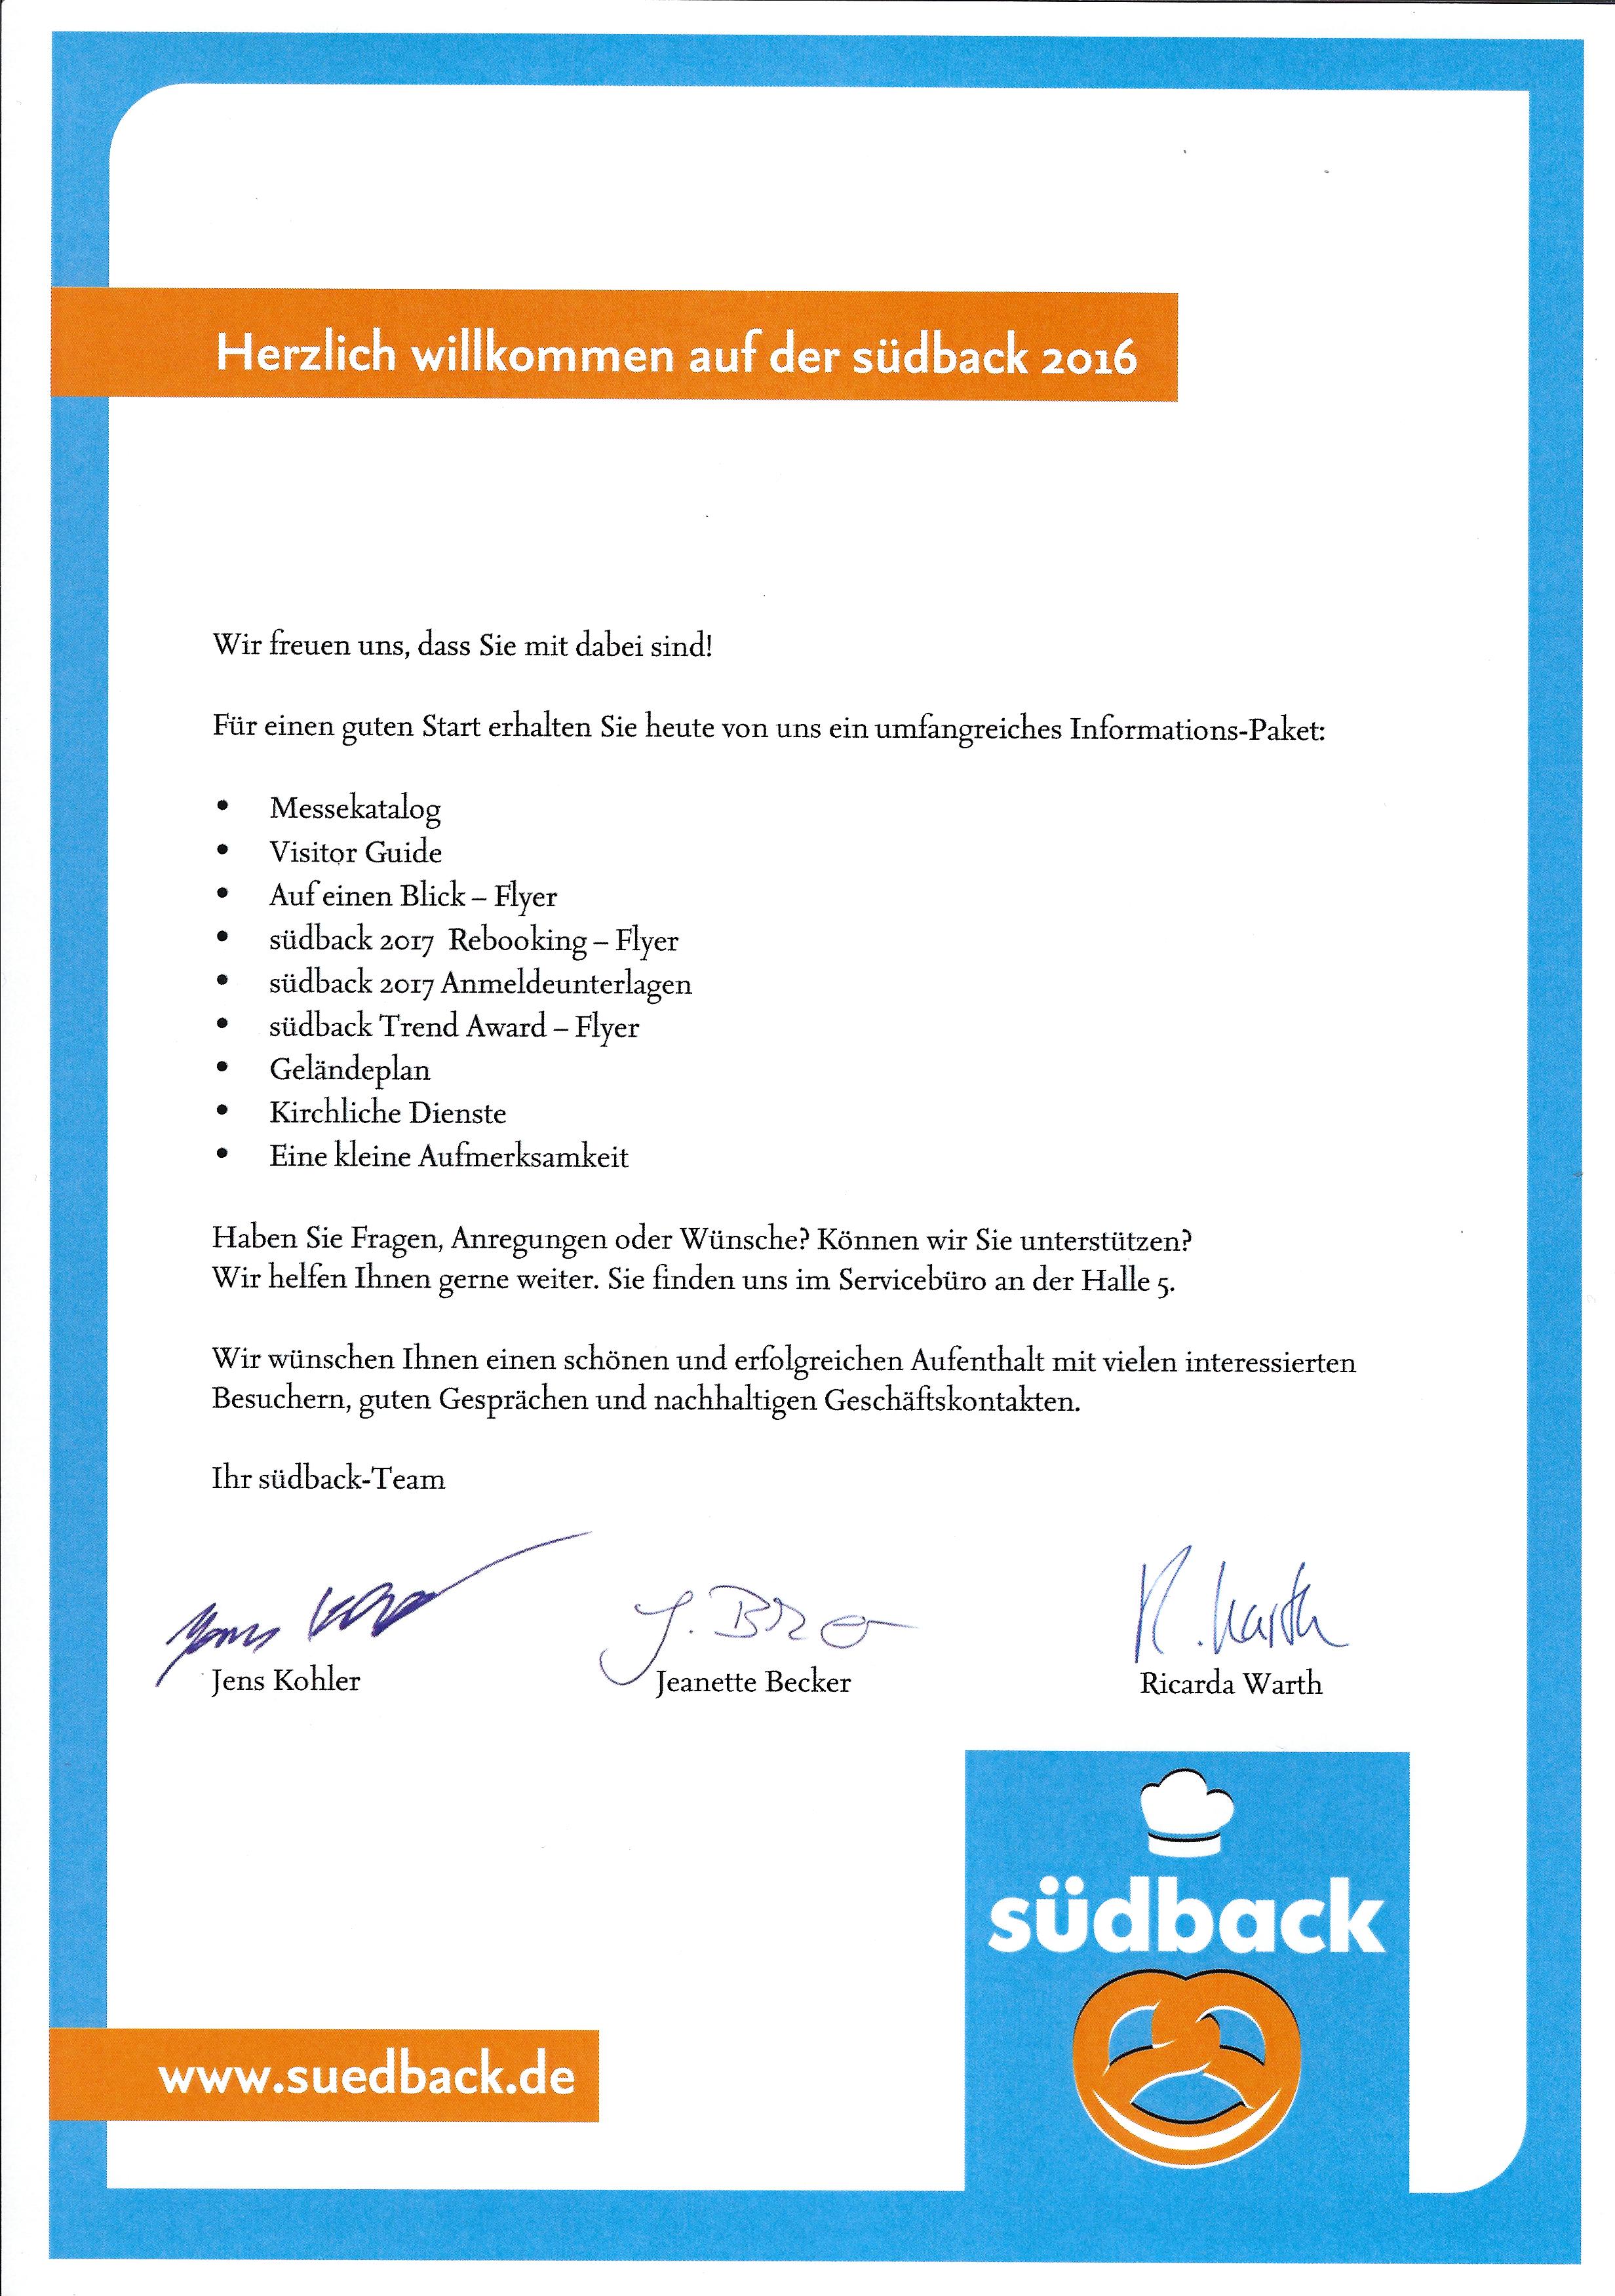 Herzlich willkommen auf der südback 2016
Wir freuen uns, dass Sie mit dabei sind!
Für einen guten Start erhalten Sie heute von uns ein umfangreiches Informations-Paket:
• Messekatalog
• Visitor Guide
• Auf einen Blick – Flyer
• südback 2017 Rebooking – Flyer
• südback 2017 Anmeldeunterlagen
• südback Trend Award – Flyer
• Geländeplan
• Kirchliche Dienste
• Eine kleine Aufmerksamkeit
Haben Sie Fragen, Anregungen oder Wünsche? Können wir Sie unterstützen?
Wir helfen Ihnen gerne weiter. Sie finden uns im Servicebüro an der Halle 5.
Wir wünschen Ihnen einen schönen und erfolgreichen Aufenthalt mit vielen interessierten
Besuchern, guten Gesprächen und nachhaltigen Geschäftskontakten.
Ihr südback-Team
R. Warth
Jens Kohler Jeanette Becker Ricarda Warth
südback
www.suedback.de